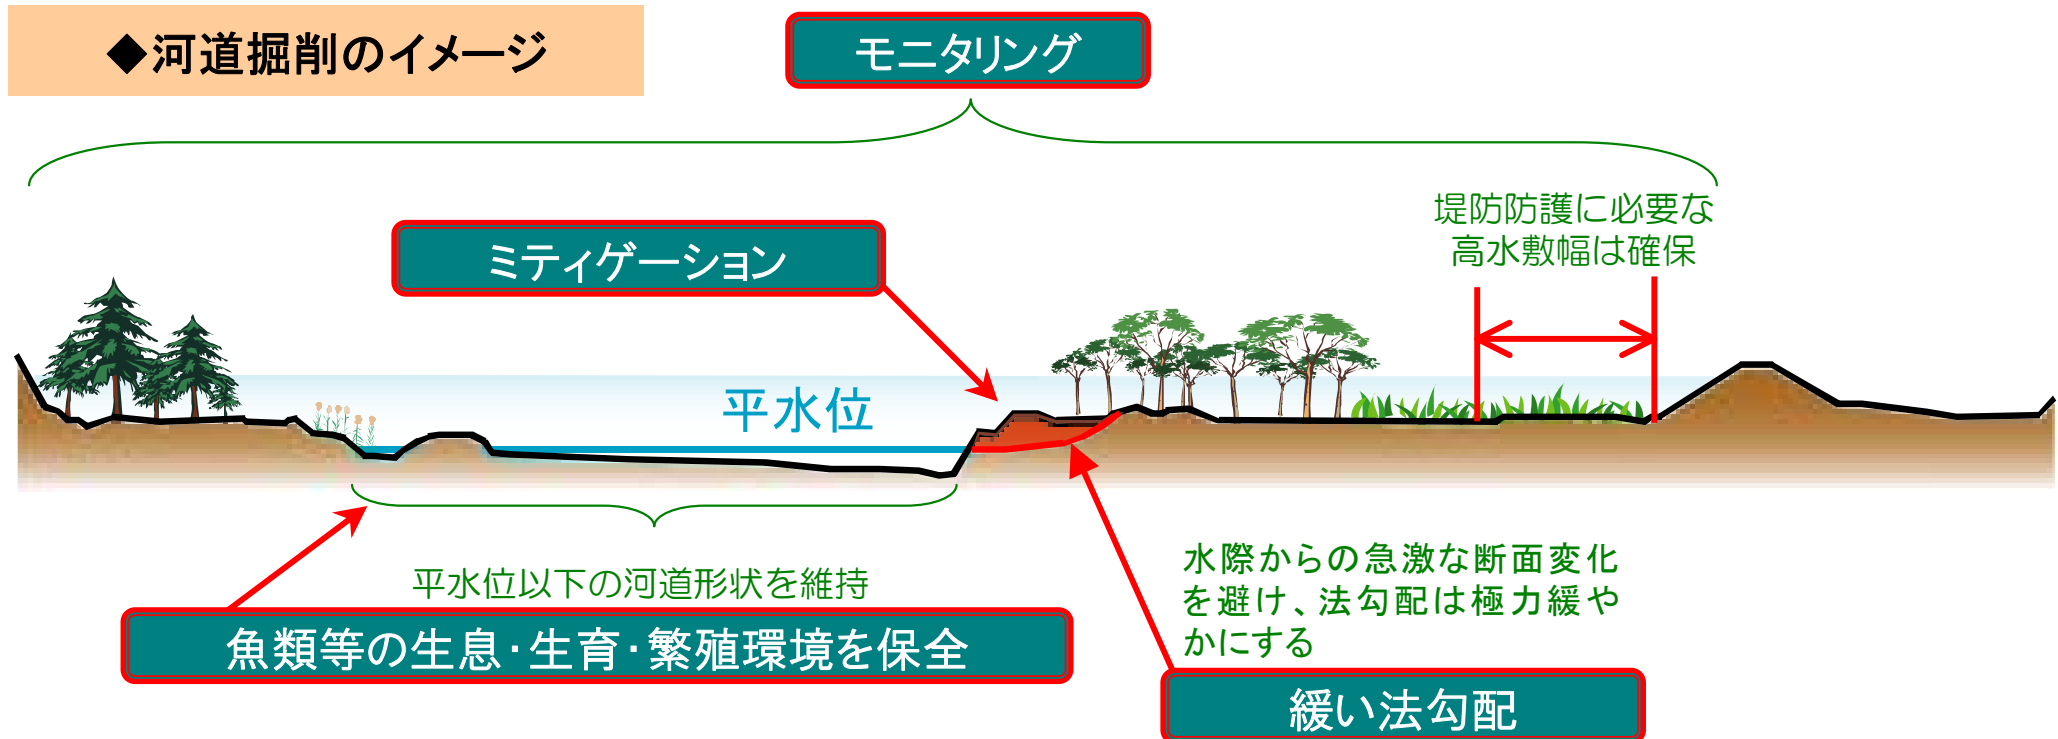 ◆河道掘削のイメージ
モニタリング
堤防防護に必要な
高水敷幅は確保
ミティゲーション
平水位
平水位以下の河道形状を維持
魚類等の生息・生育・繁殖環境を保全
水際からの急激な断面変化
を避け、法勾配は極力緩や
かにする
緩い法勾配